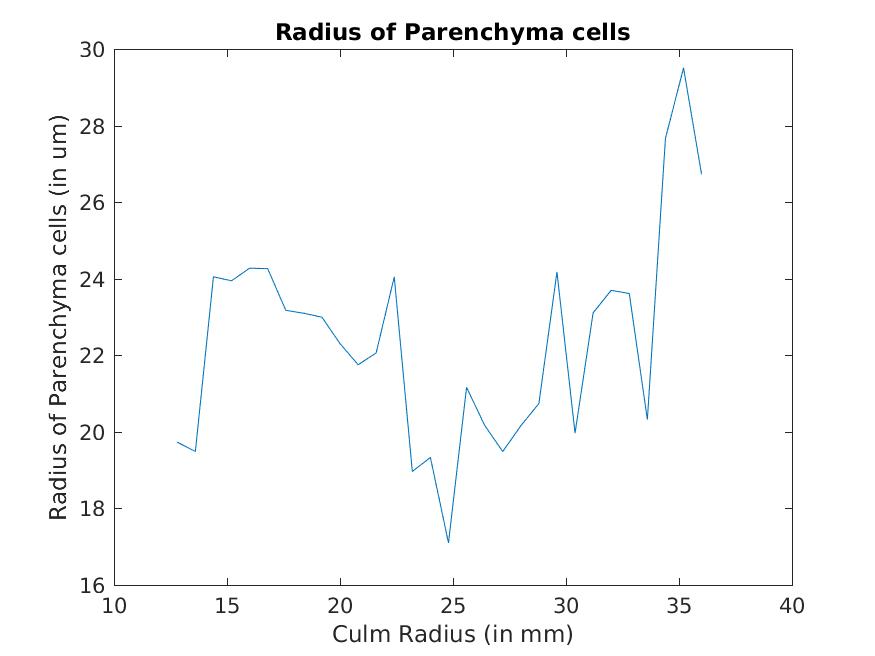 Radius of Parenchyma cells
Radius of Parenchyma cells (in um)
30
28
26
24
22
20
18
16
10 15 20 25 30 35 40
Culm Radius (in mm)